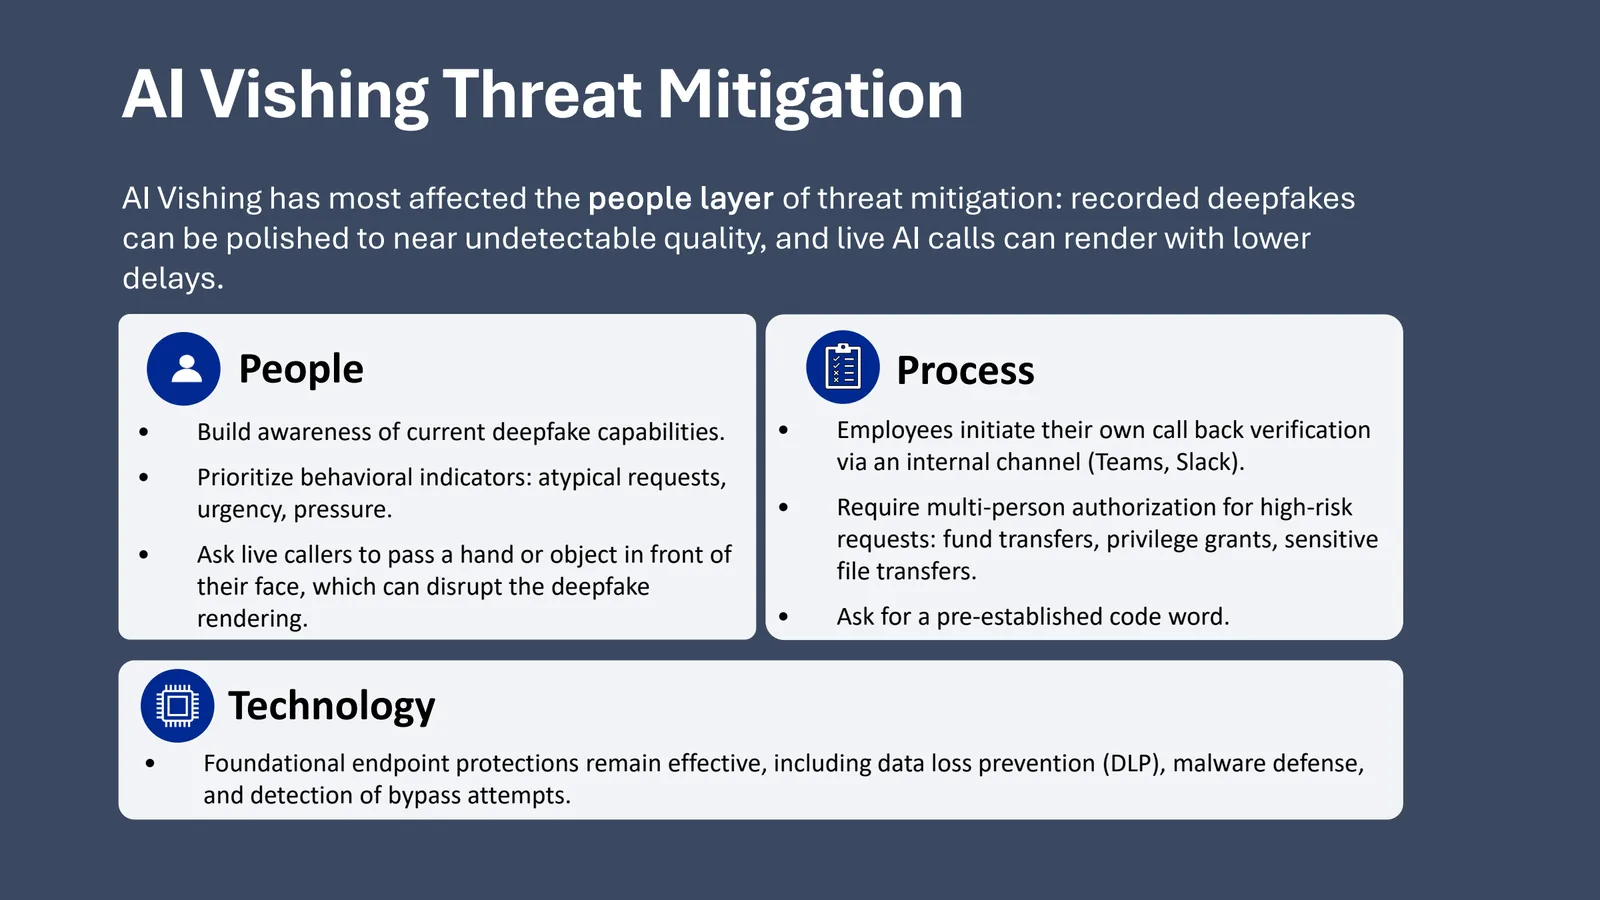 AI Vishing Threat Mitigation
AI Vishing has most affected the people layer of threat mitigation: recorded deepfakes
can be polished to near undetectable quality, and live AI calls can render with lower
delays.
People
• Build awareness of current deepfake capabilities.
• Prioritize behavioral indicators: atypical requests,
urgency, pressure.
• Ask live callers to pass a hand or object in front of
their face, which can disrupt the deepfake
rendering.
Process
• Employees initiate their own call back verification
via an internal channel (Teams, Slack).
• Require multi-person authorization for high-risk
requests: fund transfers, privilege grants, sensitive
file transfers.
• Ask for a pre-established code word.
Technology
• Foundational endpoint protections remain effective, including data loss prevention (DLP), malware defense,
and detection of bypass attempts.